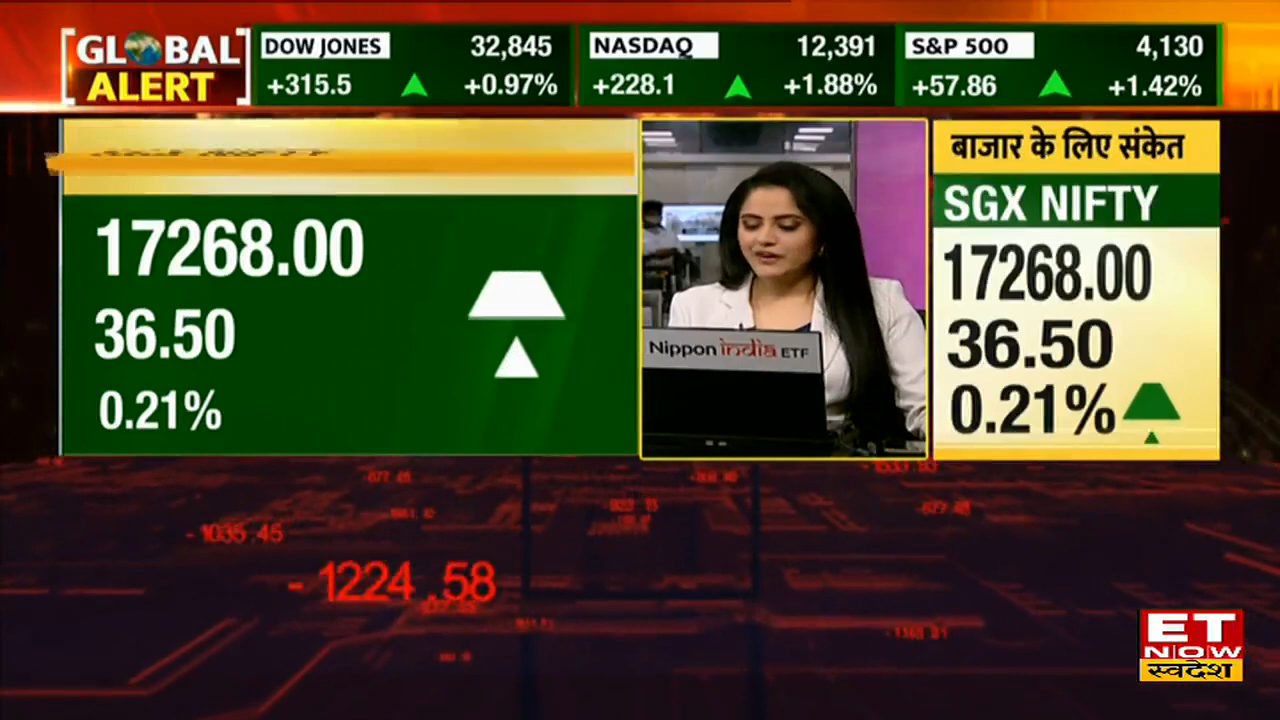 GLOBAL
ALERT
DOW JONES 32,845
+315.5 +0.97%
NASDAQ 12,391
+228.1 +1.88%
S&P 500 4,130
+57.86 +1.42%
17268.00
36.50
0.21%
Nippon india ETF
बाजार के लिए संकेत
SGX NIFTY
17268.00
36.50
0.21%
- 1035.45
- 1224.58
ET
NOW
स्वदेश